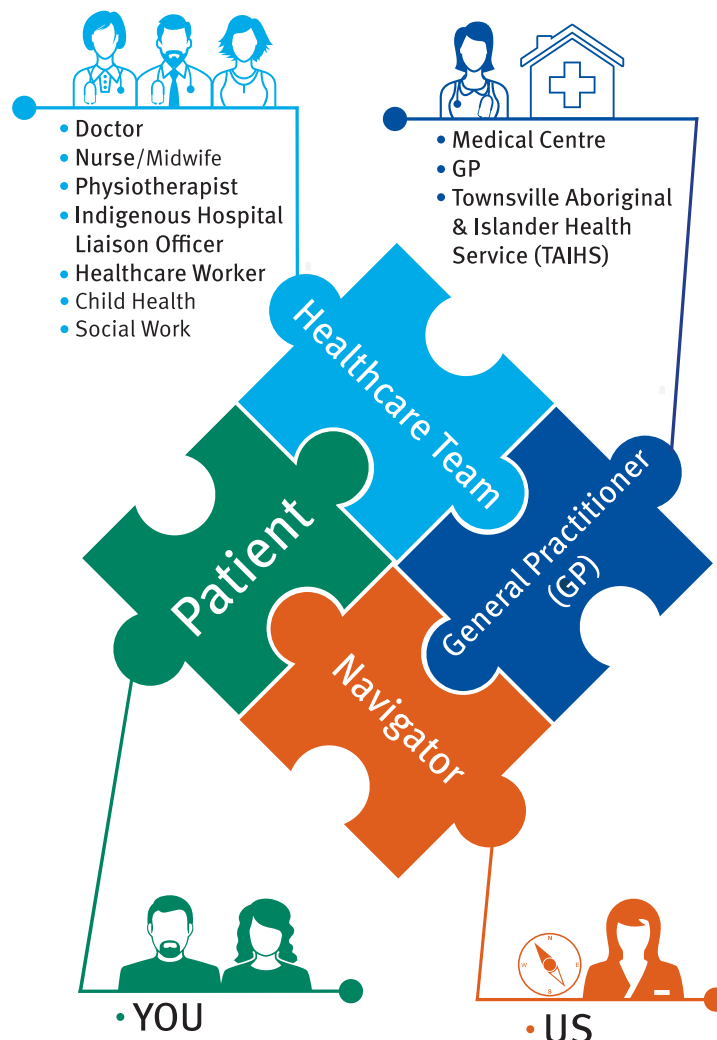 • Doctor
• Nurse/Midwife
• Physiotherapist
• Indigenous Hospital
Liaison Officer
• Healthcare Worker
• Child Health
• Social Work
• Medical Centre
• GP
• Townsville Aboriginal
& Islander Health
Service (TAIHS)
Healthcare Team
Patient
General Practitioner
(GP)
Navigator
N
W
E
S
• YOU
• US